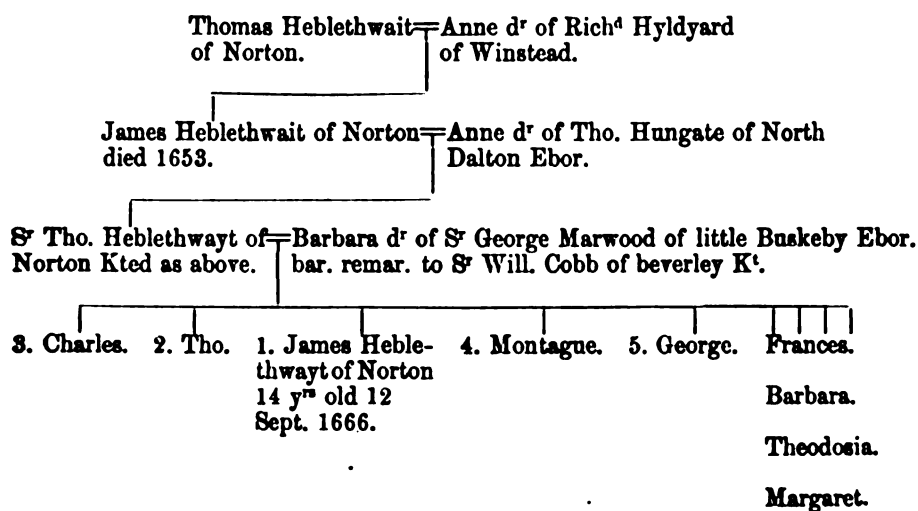 Thomas Heblethwait = Anne dʳ of Richᵈ Hyldyard
of Norton. of Winstead.
James Heblethwait of Norton = Anne dʳ of Tho. Hungate of North
died 1653. Dalton Ebor.
Sʳ Tho. Heblethwayt of = Barbara dʳ of Sʳ George Marwood of little Buskeby Ebor.
Norton Kted as above. bar. remar. to Sʳ Will. Cobb of beverley Kᵗ.
3. Charles. 2. Tho. 1. James Heble- 4. Montague. 5. George. Frances.
thwayt of Norton
14 yʳˢ old 12 Barbara.
Sept. 1666.
Theodosia.
Margaret.